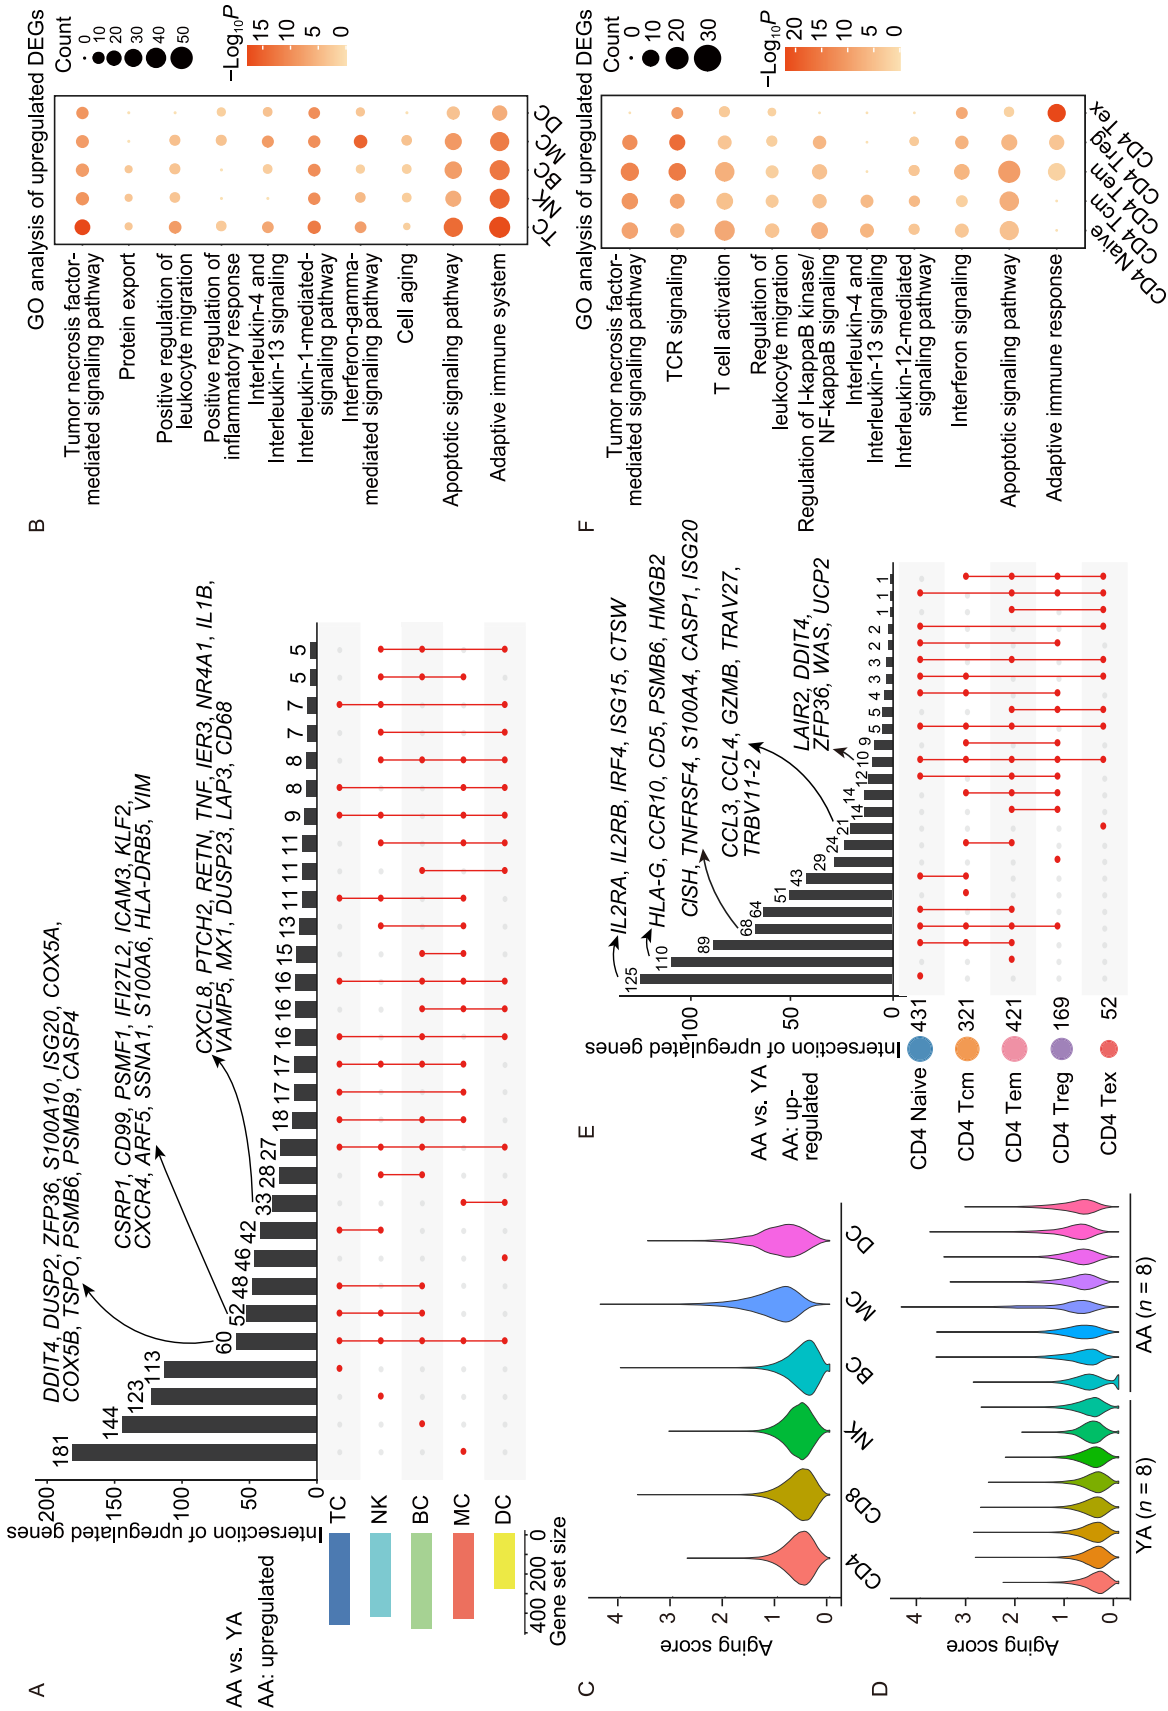 A
AA vs. YA
AA: upregulated
Intersection of upregulated genes
200
150
100
50
0
181
144
123
113
60
52
48
46
42
33
28
27
18
17
17
16
16
16
15
13
11
11
11
9
8
8
7
7
5
5
DDIT4, DUSP2, ZFP36, S100A10, ISG20, COX5A,
COX5B, TSPO, PSMB6, PSMB9, CASP4
CSRP1, CD99, PSMF1, IFI27L2, ICAM3, KLF2,
CXCR4, ARF5, SSNA1, S100A6, HLA-DRB5, VIM
CXCL8, PTCH2, RETN, TNF, IER3, NR4A1, IL1B,
VAMP5, MX1, DUSP23, LAP3, CD68
TC
NK
BC
MC
DC
400 200 0
Gene set size
B
GO analysis of upregulated DEGs
Tumor necrosis factor-
mediated signaling pathway
Protein export
Positive regulation of
leukocyte migration
Positive regulation of
inflammatory response
Interleukin-4 and
Interleukin-13 signaling
Interleukin-1-mediated-
signaling pathway
Interferon-gamma-
mediated signaling pathway
Cell aging
Apoptotic signaling pathway
Adaptive immune system
TC
NK
BC
MC
DC
Count
0
10
20
30
40
50
−Log10P
15
10
5
0
C
Aging score
4
3
2
1
0
CD4
CD8
NK
BC
MC
DC
D
Aging score
4
3
2
1
0
YA (n = 8)
AA (n = 8)
E
AA vs. YA
AA: up-
regulated
Intersection of upregulated genes
100
50
0
125
110
89
68
64
51
43
29
24
21
14
14
12
10
9
5
5
4
3
3
2
2
1
1
1
IL2RA, IL2RB, IRF4, ISG15, CTSW
HLA-G, CCR10, CD5, PSMB6, HMGB2
CISH, TNFRSF4, S100A4, CASP1, ISG20
CCL3, CCL4, GZMB, TRAV27,
TRBV11-2
LAIR2, DDIT4,
ZFP36, WAS, UCP2
CD4 Naive 431
CD4 Tcm 321
CD4 Tem 421
CD4 Treg 169
CD4 Tex 52
F
GO analysis of upregulated DEGs
Tumor necrosis factor-
mediated signaling pathway
TCR signaling
T cell activation
Regulation of
leukocyte migration
Regulation of I-kappaB kinase/
NF-kappaB signaling
Interleukin-4 and
Interleukin-13 signaling
Interleukin-12-mediated
signaling pathway
Interferon signaling
Apoptotic signaling pathway
Adaptive immune response
CD4 Naive
CD4 Tcm
CD4 Tem
CD4 Treg
CD4 Tex
Count
0
10
20
30
−Log10P
20
15
10
5
0